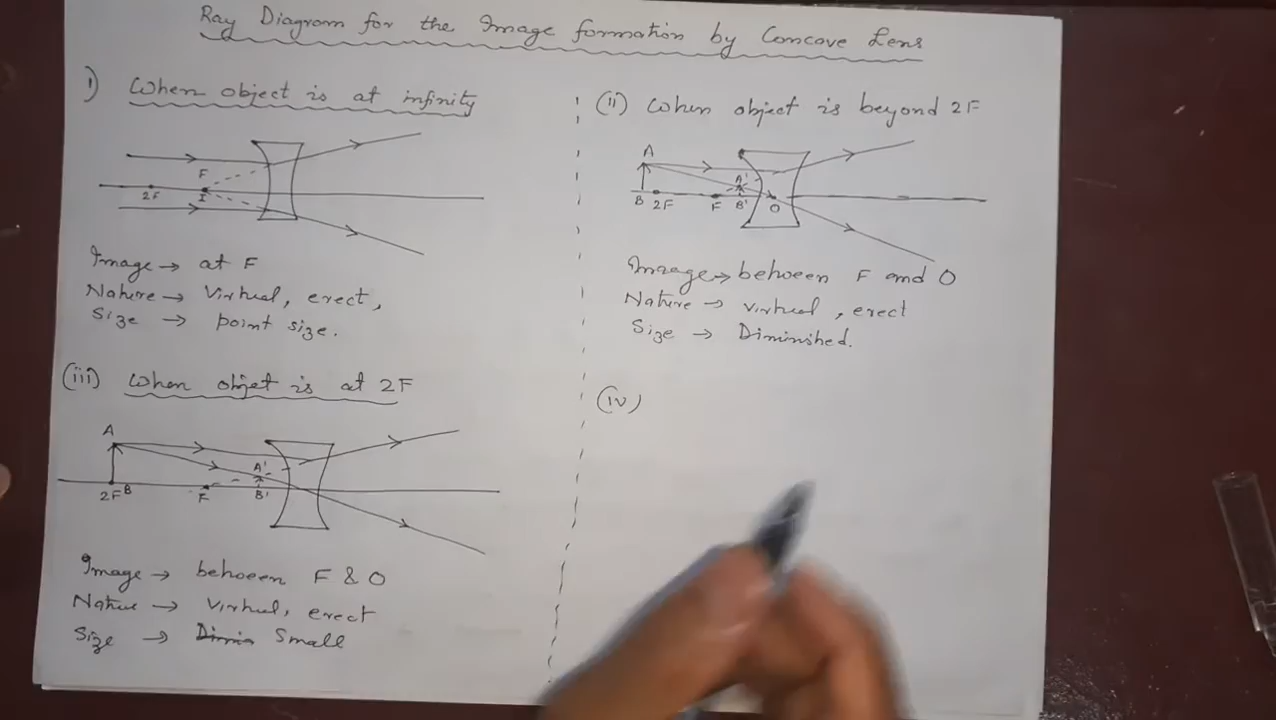 Ray Diagram for the Image formation by Concave Lens
i) When object is at infinity
F
2F
I
Image → at F
Nature → Virtual, erect,
Size → point size.
(ii) When object is beyond 2F
A
A'
B 2F F B' O
Image → between F and O
Nature → virtual, erect
Size → Diminished.
(iii) When objet is at 2F
A
A'
2F B F B'
Image → between F & O
Nature → Virtual, erect
Size → Small
(iv)